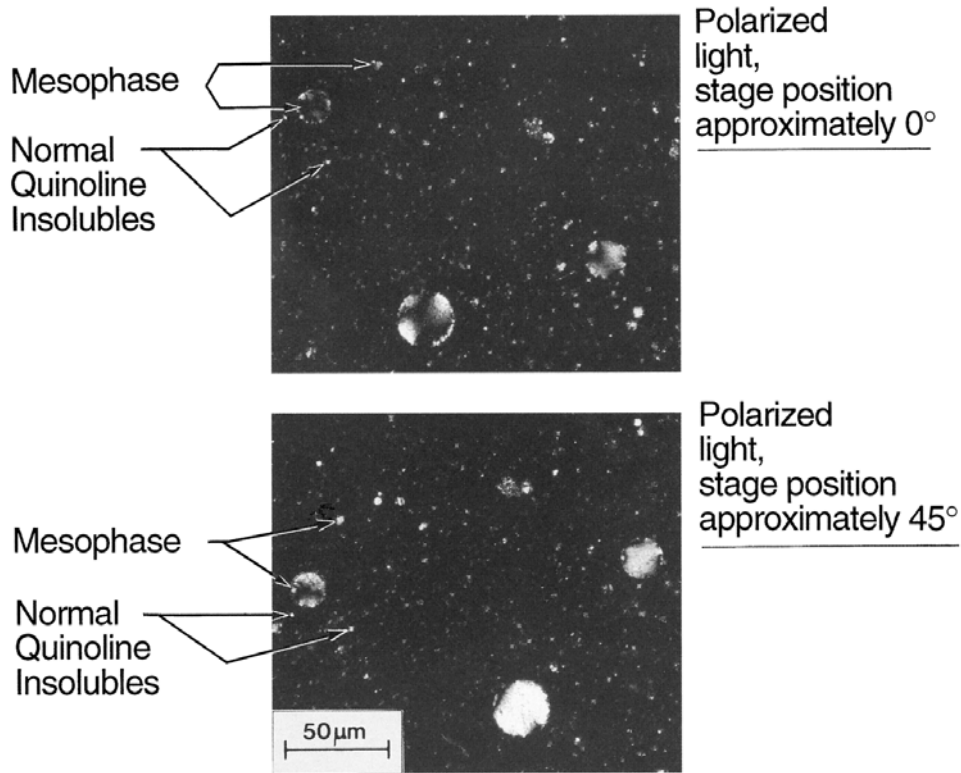 Polarized
light,
stage position
approximately 0°
Mesophase
Normal
Quinoline
Insolubles
Polarized
light,
stage position
approximately 45°
Mesophase
Normal
Quinoline
Insolubles
50 μm